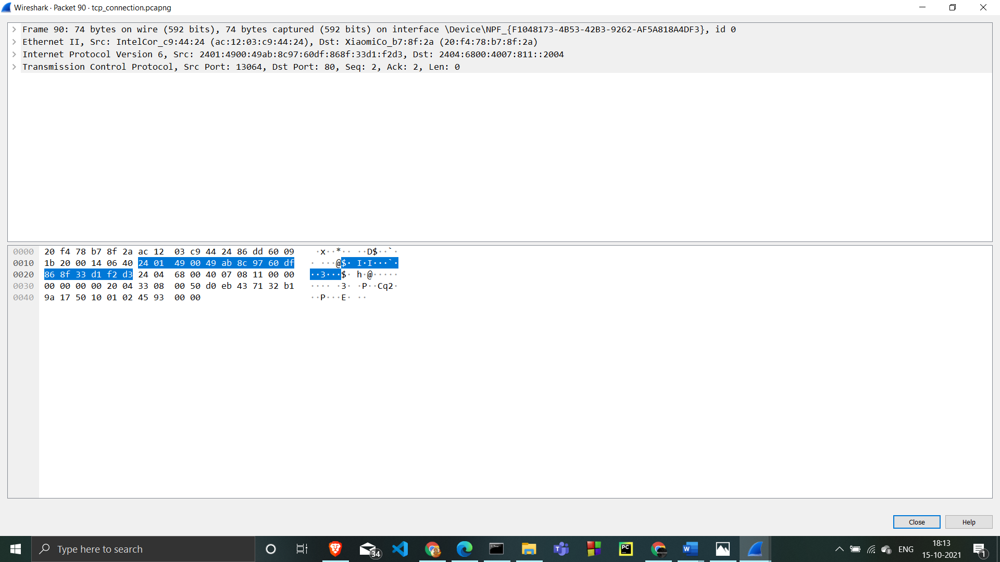 Wireshark · Packet 90 · tcp_connection.pcapng
Frame 90: 74 bytes on wire (592 bits), 74 bytes captured (592 bits) on interface \Device\NPF_{F1048173-4B53-42B3-9262-AF5A818A4DF3}, id 0
Ethernet II, Src: IntelCor_c9:44:24 (ac:12:03:c9:44:24), Dst: XiaomiCo_b7:8f:2a (20:f4:78:b7:8f:2a)
Internet Protocol Version 6, Src: 2401:4900:49ab:8c97:60df:868f:33d1:f2d3, Dst: 2404:6800:4007:811::2004
Transmission Control Protocol, Src Port: 13064, Dst Port: 80, Seq: 2, Ack: 2, Len: 0
0000 20 f4 78 b7 8f 2a ac 12 03 c9 44 24 86 dd 60 09 ·x··*·· ··D$··`·
0010 1b 20 00 14 06 40 24 01 49 00 49 ab 8c 97 60 df · ···@$· I·I···`·
0020 86 8f 33 d1 f2 d3 24 04 68 00 40 07 08 11 00 00 ··3···$· h·@·····
0030 00 00 00 00 20 04 33 08 00 50 d0 eb 43 71 32 b1 ···· ·3· ·P··Cq2·
0040 9a 17 50 10 01 02 45 93 00 00 ··P···E· ··
Close Help
Type here to search
34
PC
ENG
18:13
15-10-2021
1